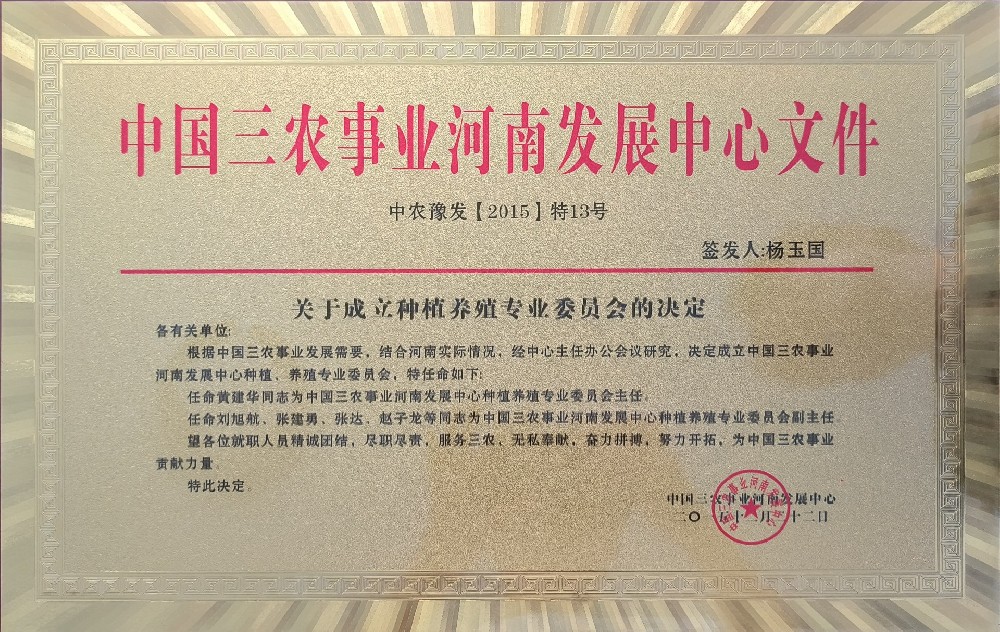 中国三农事业河南发展中心文件
中农豫发【2015】特13号
签发人:杨玉国
关于成立种植养殖专业委员会的决定
各有关单位:
根据中国三农事业发展需要，结合河南实际情况，经中心主任办公会议研究，决定成立中国三农事业
河南发展中心种植、养殖专业委员会，特任命如下:
任命黄建华同志为中国三农事业河南发展中心种植养殖专业委员会主任。
任命刘旭航、张建勇、张达、赵子龙等同志为中国三农事业河南发展中心种植养殖专业委员会副主任
望各位就职人员精诚团结，尽职尽责，服务三农，无私奉献，奋力拼搏，努力开拓，为中国三农事业
贡献力量。
特此决定。
中国三农事业河南发展中心
二〇 五十二月 十二日